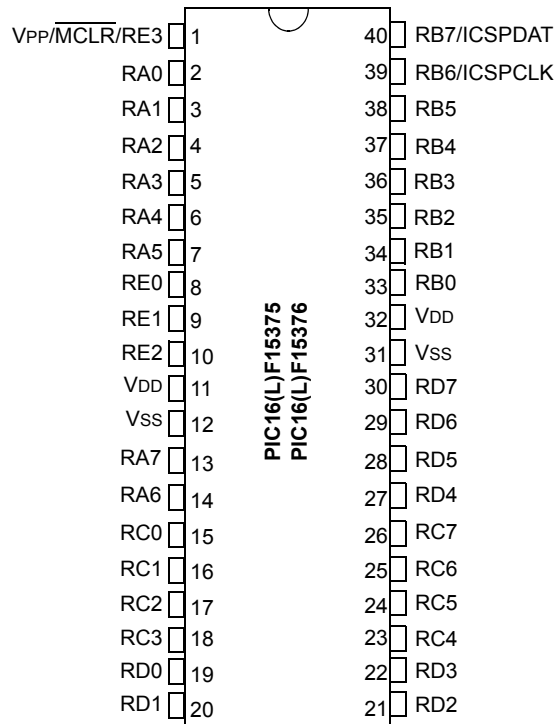 VPP/MCLR/RE3 1 40 RB7/ICSPDAT
RA0 2 39 RB6/ICSPCLK
RA1 3 38 RB5
RA2 4 37 RB4
RA3 5 36 RB3
RA4 6 35 RB2
RA5 7 34 RB1
RE0 8 33 RB0
RE1 9 32 VDD
RE2 10 31 VSS
VDD 11 30 RD7
VSS 12 29 RD6
RA7 13 28 RD5
RA6 14 27 RD4
RC0 15 26 RC7
RC1 16 25 RC6
RC2 17 24 RC5
RC3 18 23 RC4
RD0 19 22 RD3
RD1 20 21 RD2
PIC16(L)F15375
PIC16(L)F15376